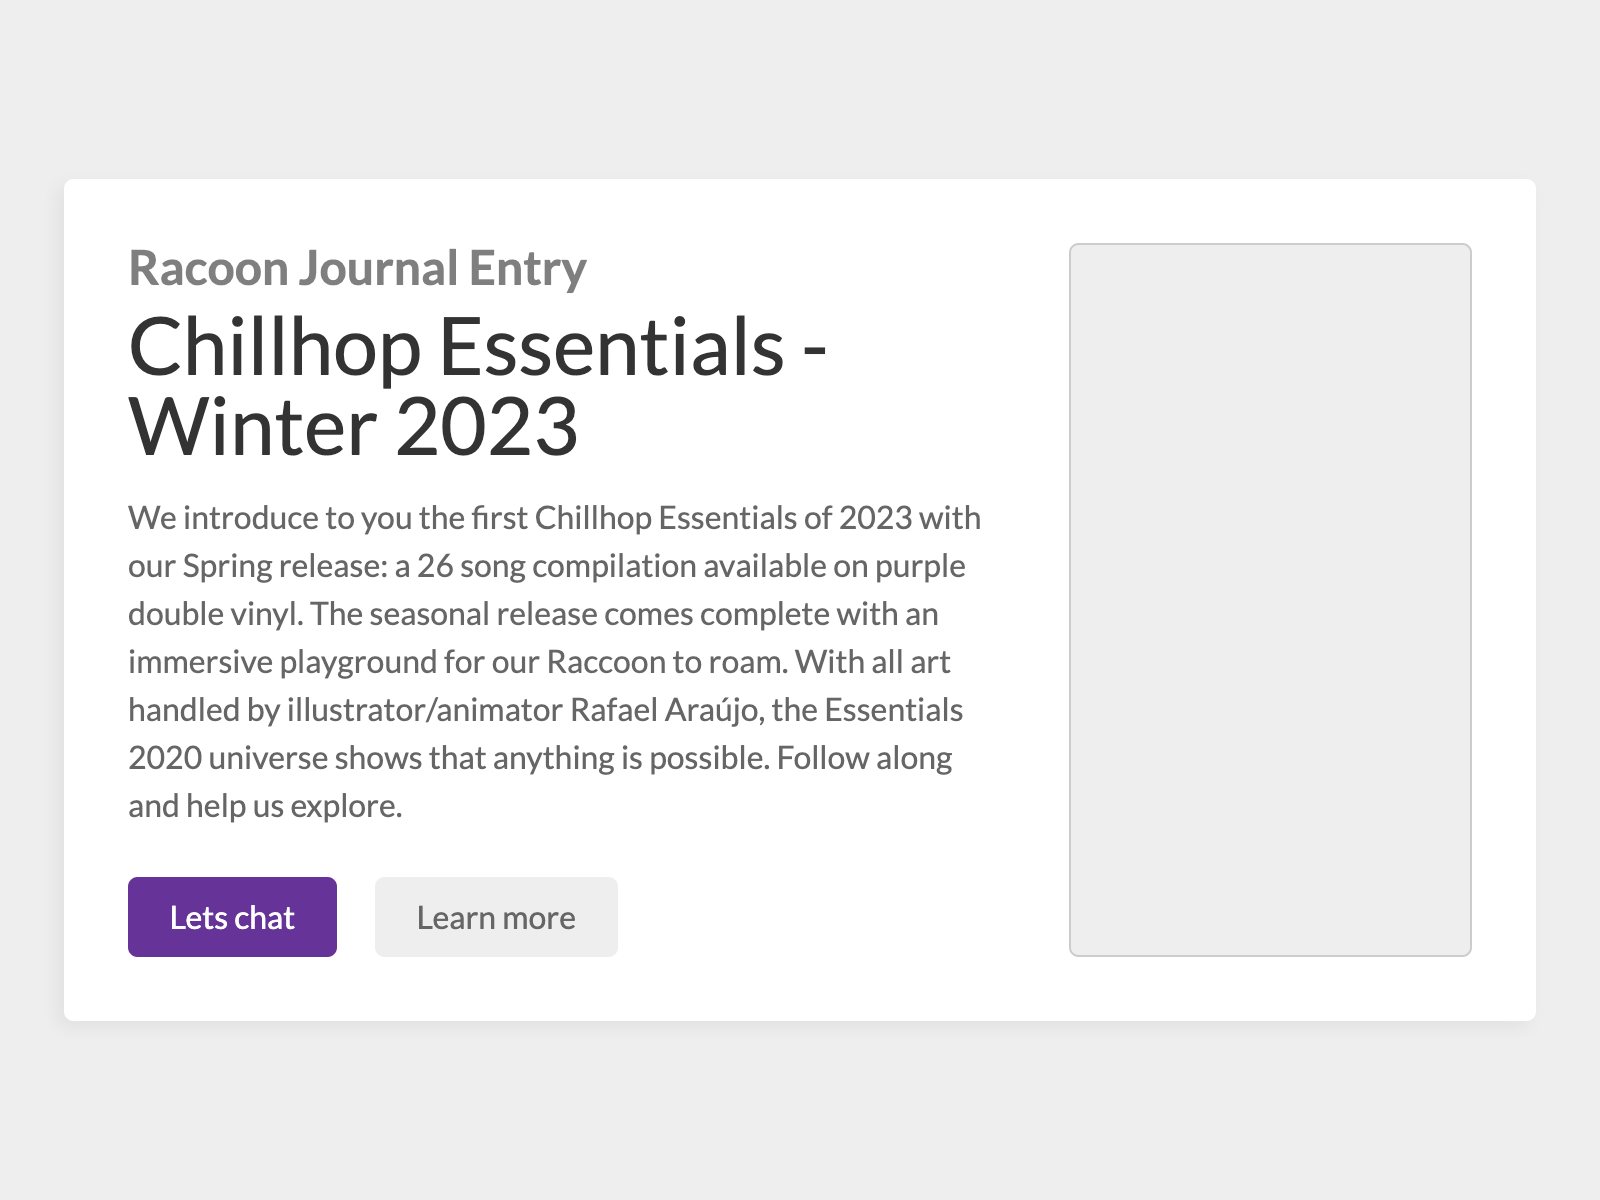 Racoon Journal Entry
Chillhop Essentials -
Winter 2023
We introduce to you the first Chillhop Essentials of 2023 with
our Spring release: a 26 song compilation available on purple
double vinyl. The seasonal release comes complete with an
immersive playground for our Raccoon to roam. With all art
handled by illustrator/animator Rafael Araújo, the Essentials
2020 universe shows that anything is possible. Follow along
and help us explore.
Lets chat
Learn more